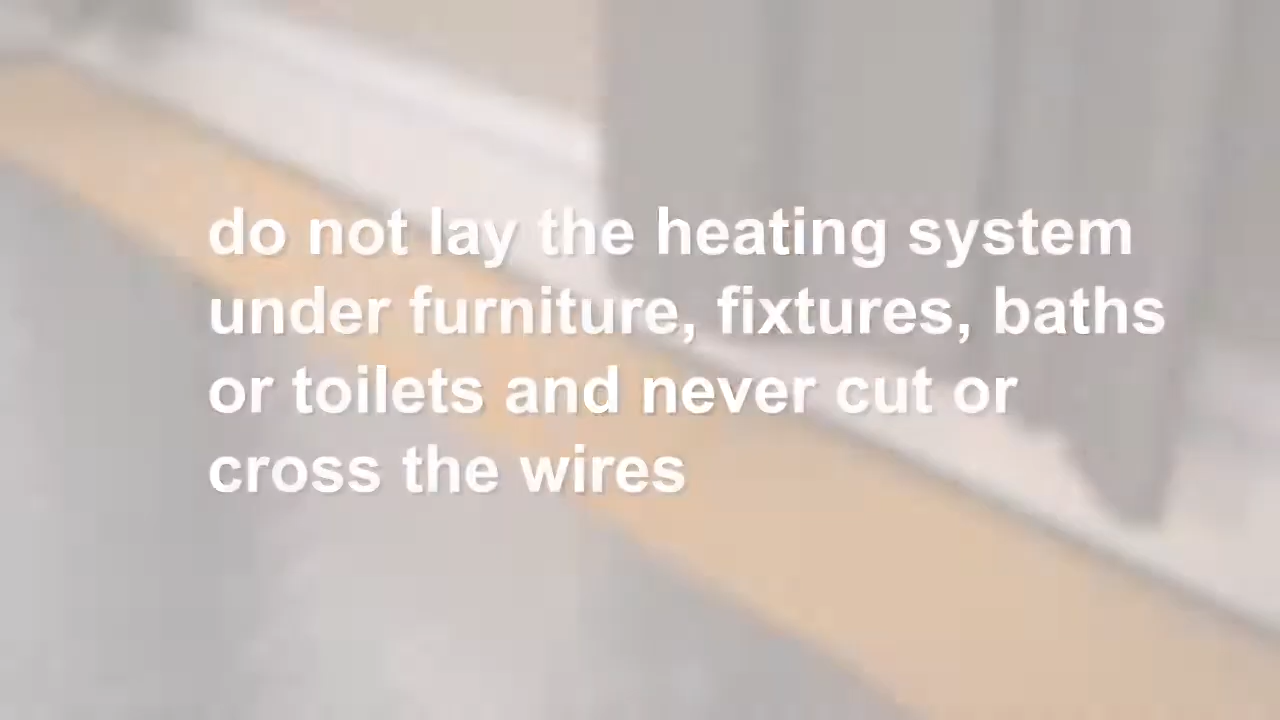 do not lay the heating system
under furniture, fixtures, baths
or toilets and never cut or
cross the wires